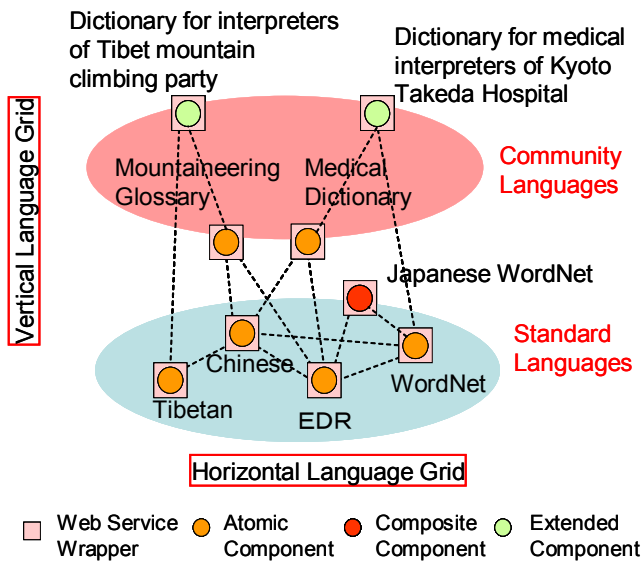 Dictionary for interpreters
of Tibet mountain
climbing party
Dictionary for medical
interpreters of Kyoto
Takeda Hospital
Vertical Language Grid
Mountaineering
Glossary
Medical
Dictionary
Community
Languages
Japanese WordNet
Standard
Languages
Chinese
WordNet
Tibetan
EDR
Horizontal Language Grid
Web Service
Wrapper
Atomic
Component
Composite
Component
Extended
Component